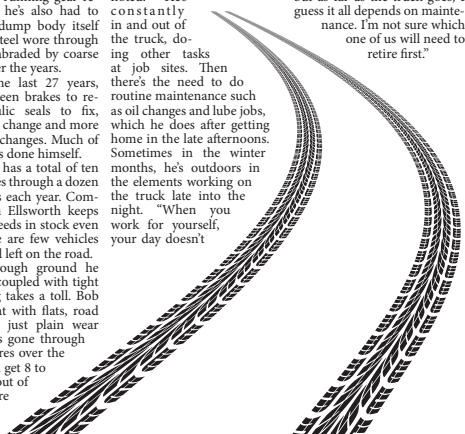 he's also had to
dump body itself
teel wore through
abraded by coarse
er the years.
he last 27 years,
een brakes to re-
ulic seals to fix,
change and more
changes. Much of
s done himself.
has a total of ten
es through a dozen
s each year. Com-
n Ellsworth keeps
eeds in stock even
e are few vehicles
d left on the road.
ough ground he
coupled with tight
g takes a toll. Bob
nt with flats, road
just plain wear
s gone through
res over the
get 8 to
out of
re
constantly
in and out of
the truck, do-
ing other tasks
at job sites. Then
there's the need to do
routine maintenance such
as oil changes and lube jobs,
which he does after getting
home in the late afternoons.
Sometimes in the winter
months, he's outdoors in
the elements working on
the truck late into the
night. “When you
work for yourself,
your day doesn't
guess it all depends on mainte-
nance. I'm not sure which
one of us will need to
retire first.”